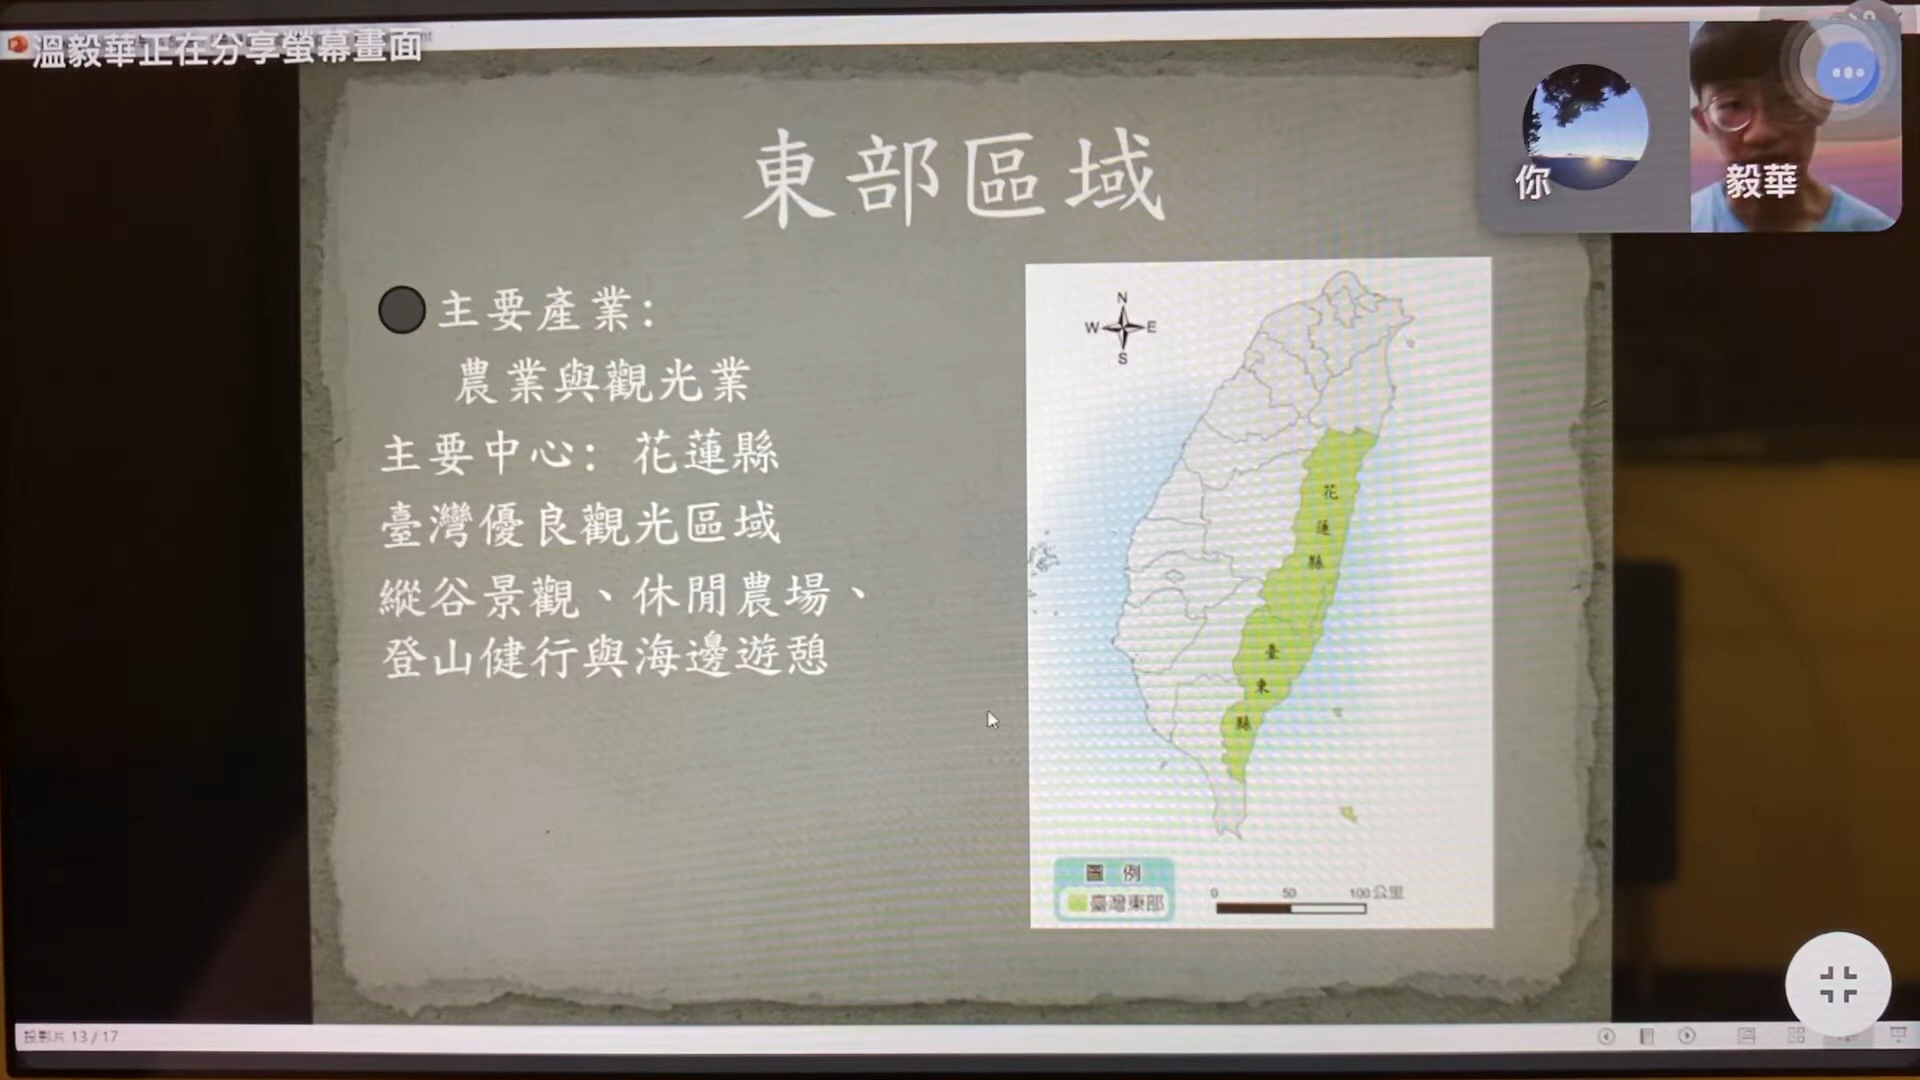 溫毅華正在分享螢幕畫面
你
毅華
東部區域
主要產業：
農業與觀光業
主要中心：花蓮縣
臺灣優良觀光區域
縱谷景觀、休閒農場、
登山健行與海邊遊憩
N
W E
S
花蓮縣
臺東縣
圖例
臺灣東部
0 50 100公里
投影片 13 / 17